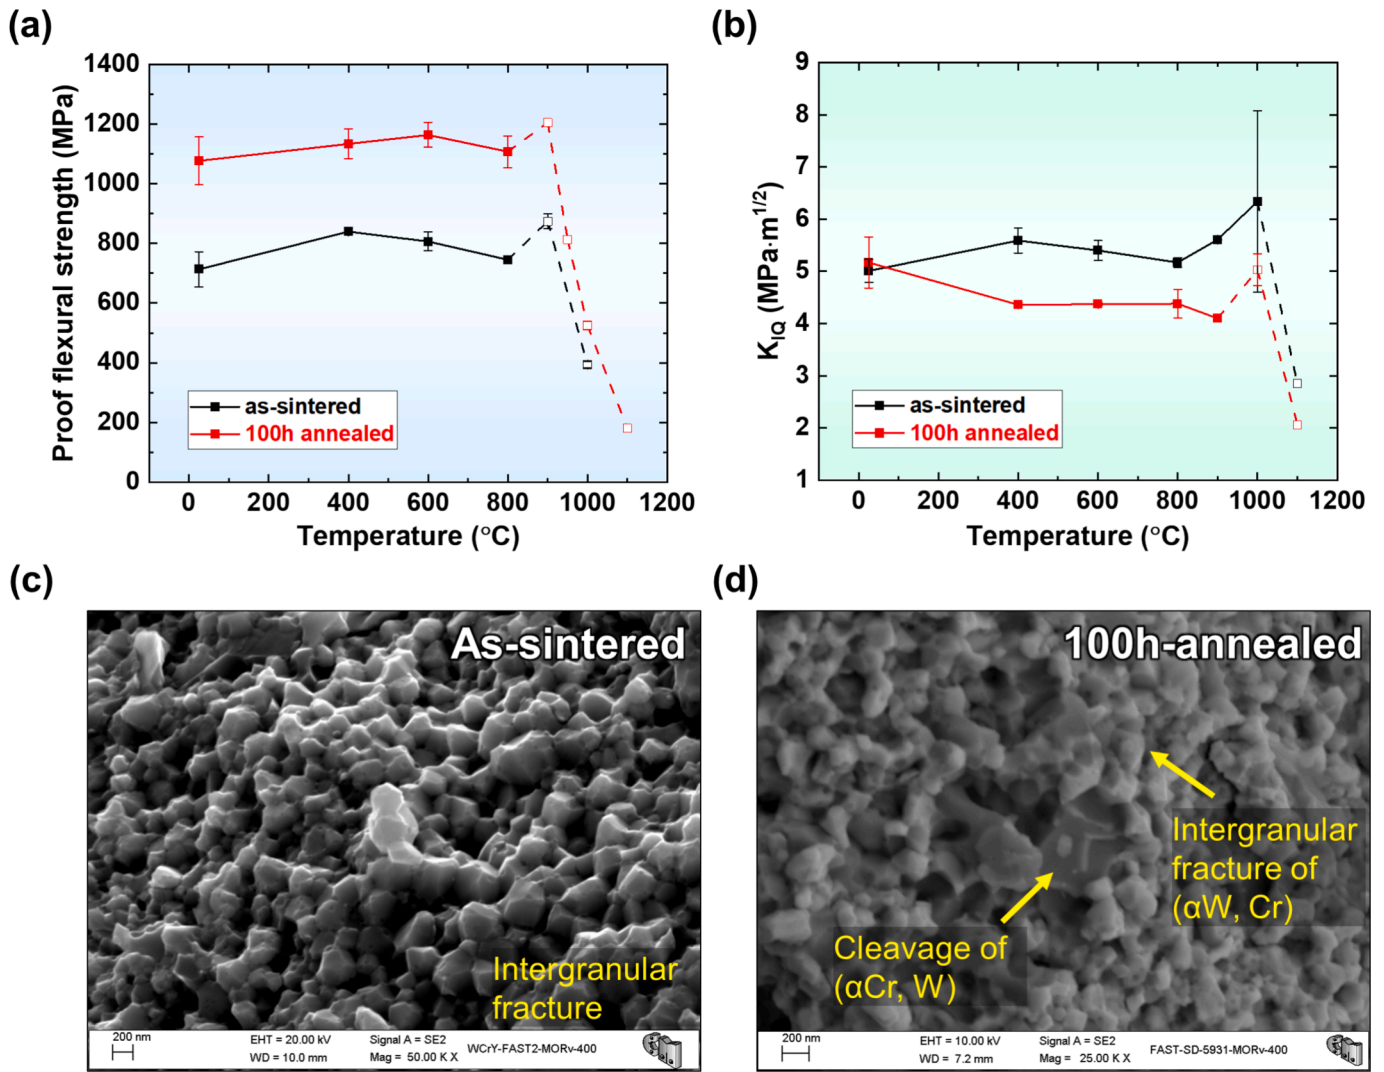 (a)
1400
1200
1000
800
600
400
200
0
Proof flexural strength (MPa)
as-sintered
100h annealed
0 200 400 600 800 1000 1200
Temperature (°C)
(b)
9
8
7
6
5
4
3
2
1
K_IQ (MPa·m^1/2)
as-sintered
100h annealed
0 200 400 600 800 1000 1200
Temperature (°C)
(c)
As-sintered
Intergranular
fracture
200 nm
EHT = 20.00 kV
WD = 10.0 mm
Signal A = SE2
Mag = 50.00 K X
WCrY-FAST2-MORv-400
(d)
100h-annealed
Intergranular
fracture of
(αW, Cr)
Cleavage of
(αCr, W)
200 nm
EHT = 10.00 kV
WD = 7.2 mm
Signal A = SE2
Mag = 25.00 K X
FAST-SD-5931-MORv-400